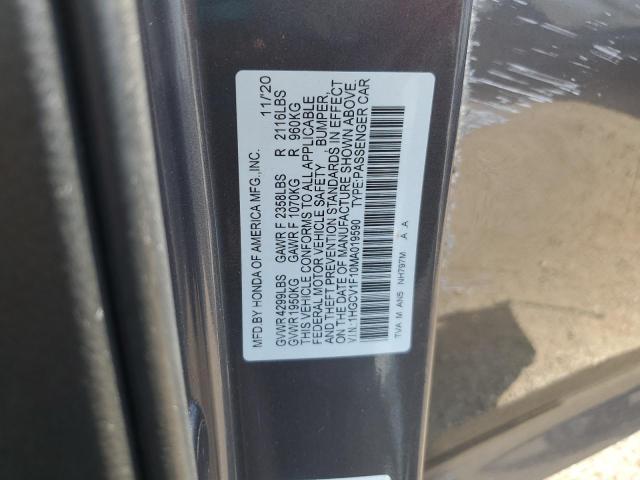 MFD BY HONDA OF AMERICA MFG.,INC. 11/'20
GVWR 4299LBS GAWR F 2358LBS R 2116LBS
GVWR 1950KG GAWR F 1070KG R 960KG
THIS VEHICLE CONFORMS TO ALL APPLICABLE
FEDERAL MOTOR VEHICLE SAFETY BUMPER,
AND THEFT PREVENTION STANDARDS IN EFFECT
ON THE DATE OF MANUFACTURE SHOWN ABOVE.
V.I.N.:1HGCV1F10MA019590 TYPE:PASSENGER CAR
TVA M AN5 NH797M A A